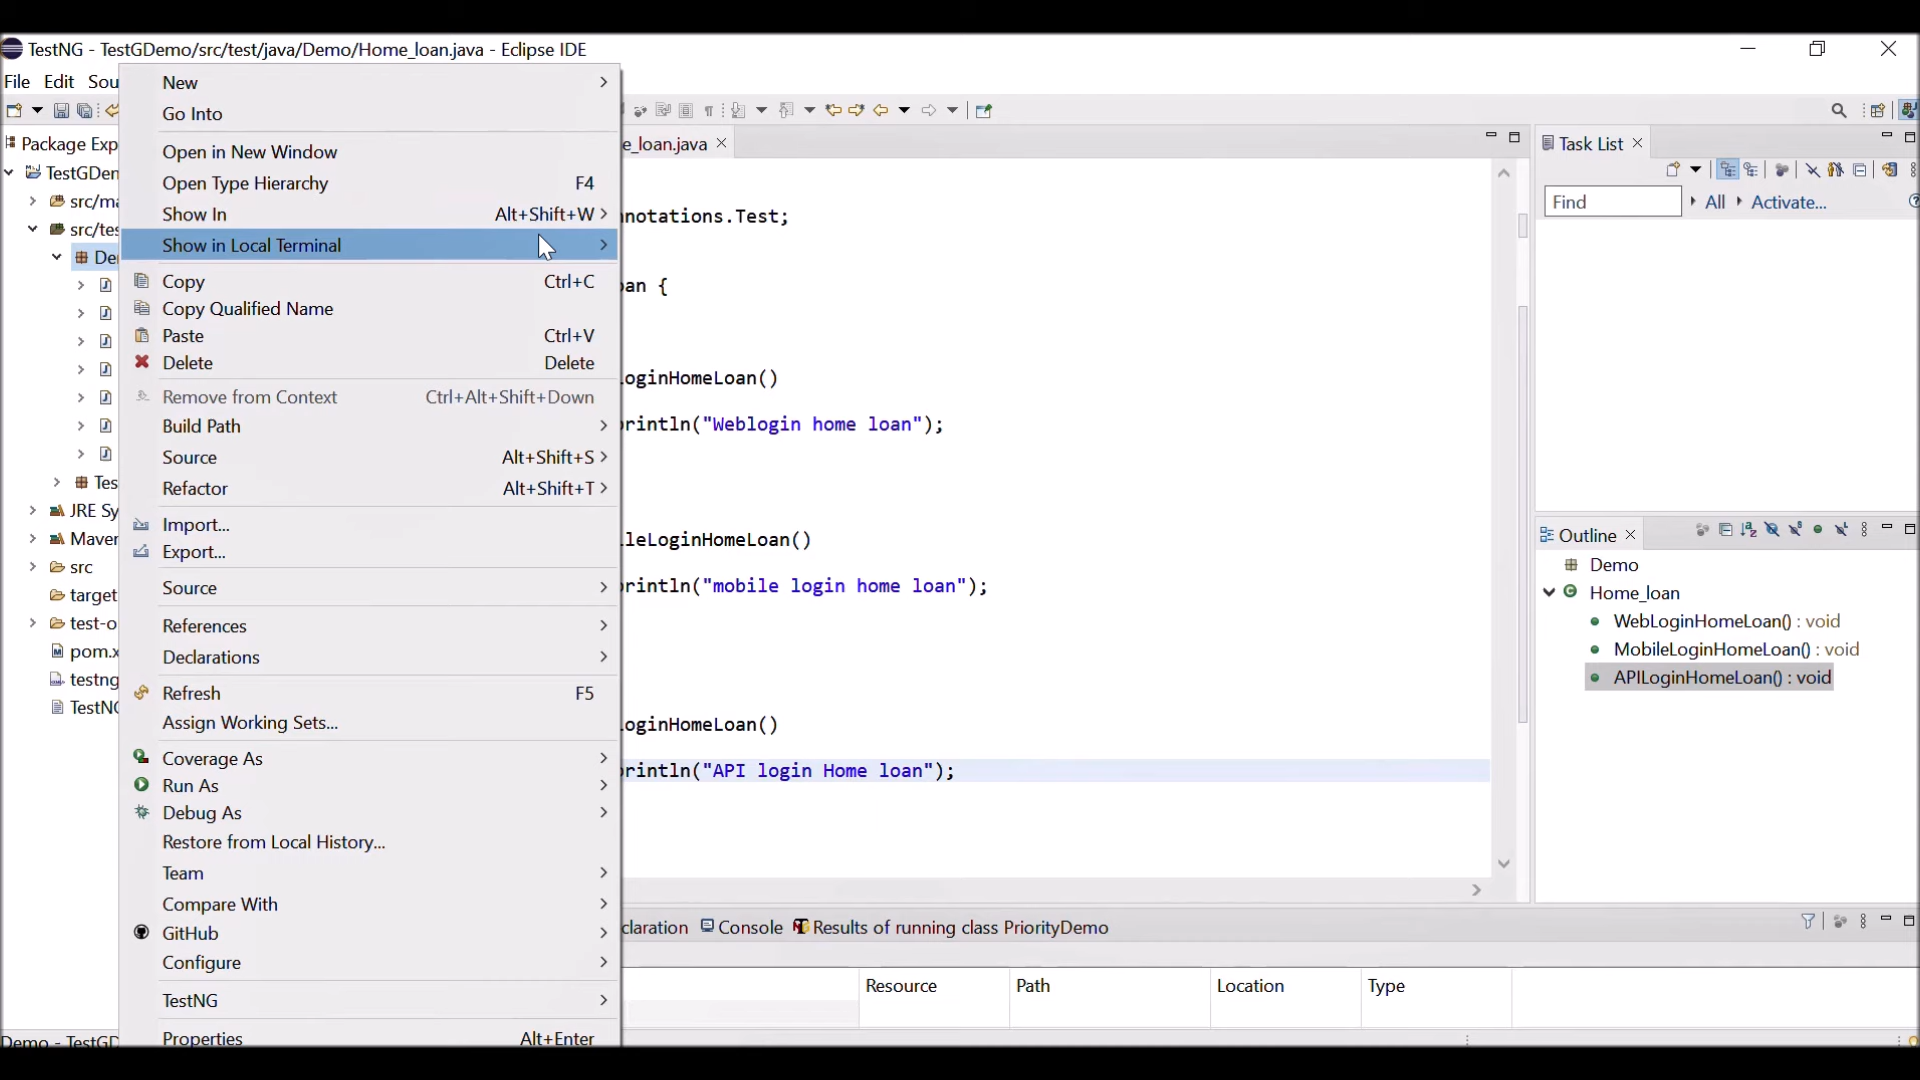 TestNG - TestGDemo/src/test/java/Demo/Home_loan.java - Eclipse IDE
File Edit Sou
Package Exp
TestGDem
src/ma
src/tes
De
Tes
JRE Sy
Maven
src
target
test-o
pom.x
testng
TestNG
Demo - TestGD
New
Go Into
Open in New Window
Open Type Hierarchy F4
Show In Alt+Shift+W
Show in Local Terminal
Copy Ctrl+C
Copy Qualified Name
Paste Ctrl+V
Delete Delete
Remove from Context Ctrl+Alt+Shift+Down
Build Path
Source Alt+Shift+S
Refactor Alt+Shift+T
Import...
Export...
Source
References
Declarations
Refresh F5
Assign Working Sets...
Coverage As
Run As
Debug As
Restore from Local History...
Team
Compare With
GitHub
Configure
TestNG
Properties Alt+Enter
e_loan.java
notations.Test;
oan {
oginHomeLoan()
rintln("Weblogin home loan");
leLoginHomeLoan()
rintln("mobile login home loan");
oginHomeLoan()
rintln("API login Home loan");
claration Console Results of running class PriorityDemo
Resource Path Location Type
Task List
Find All Activate...
Outline
Demo
Home_loan
WebLoginHomeLoan() : void
MobileLoginHomeLoan() : void
APILoginHomeLoan() : void